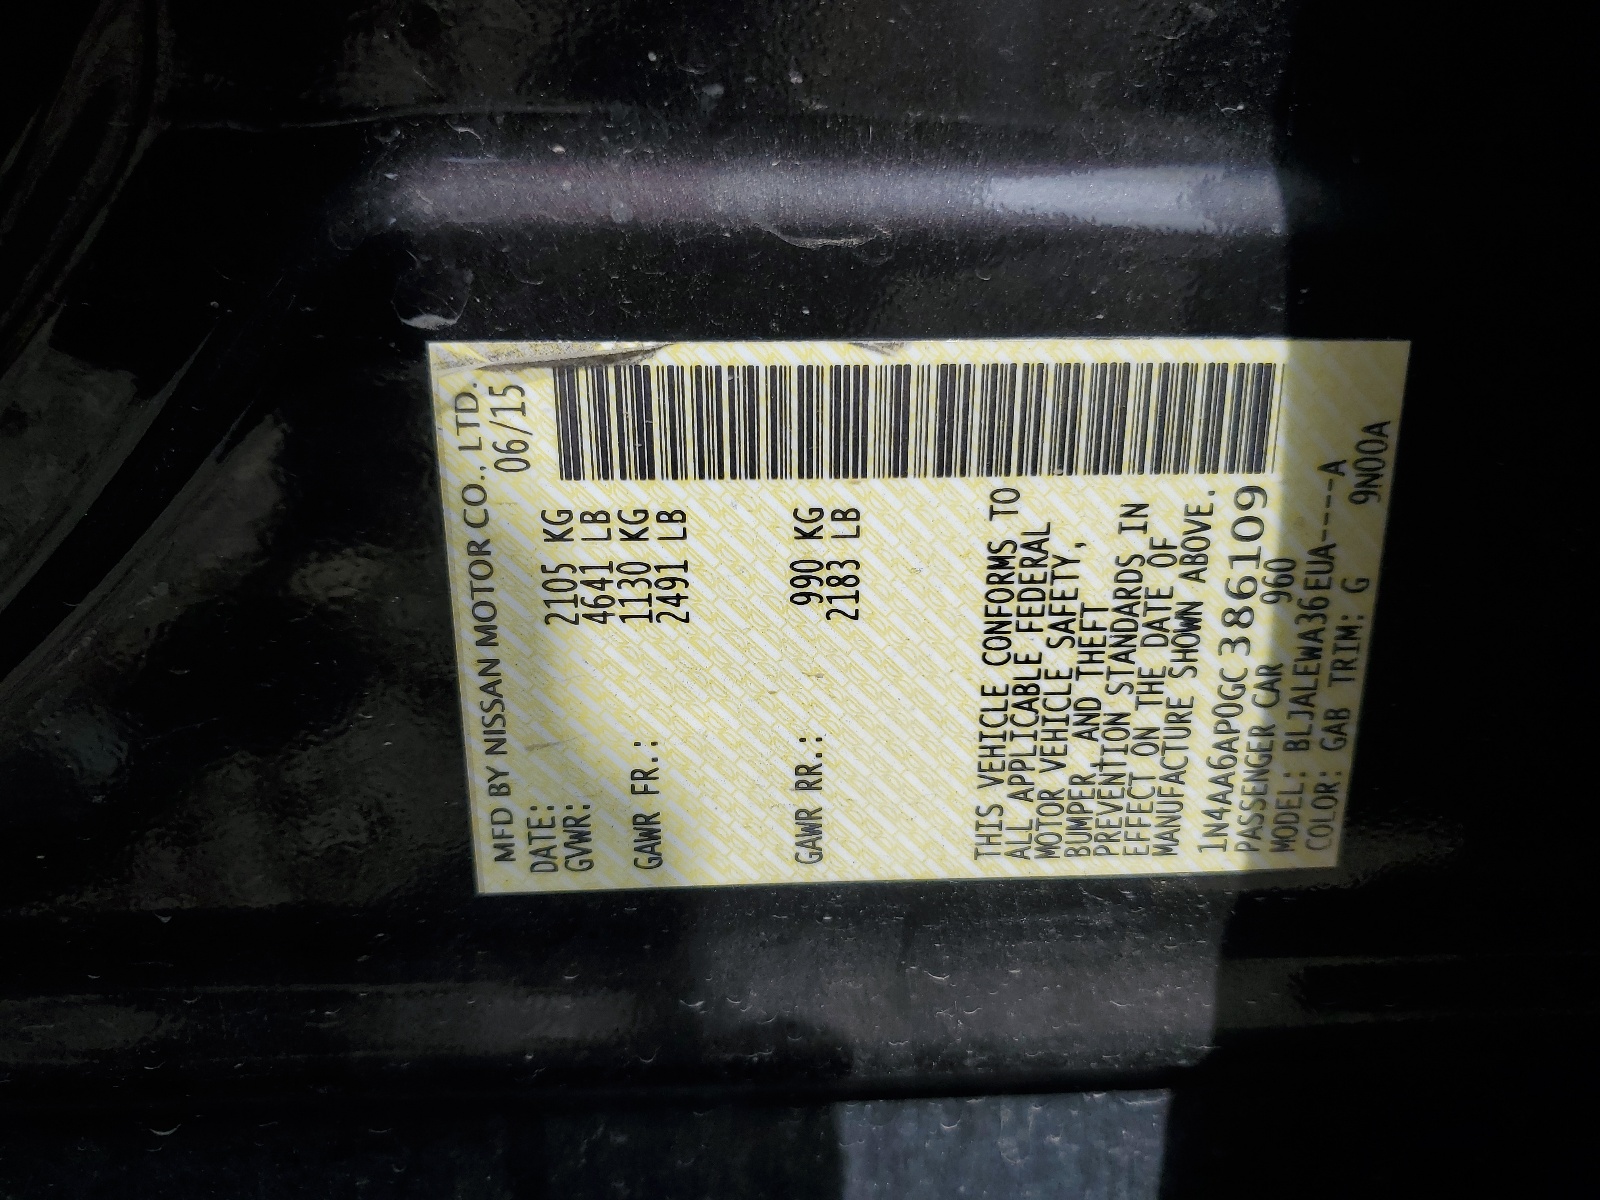 MFD BY NISSAN MOTOR CO., LTD.
DATE: 06/15
GVWR: 2105 KG
4641 LB
GAWR FR.: 1130 KG
2491 LB
GAWR RR.: 990 KG
2183 LB
THIS VEHICLE CONFORMS TO
ALL APPLICABLE FEDERAL
MOTOR VEHICLE SAFETY,
BUMPER AND THEFT
PREVENTION STANDARDS IN
EFFECT ON THE DATE OF
MANUFACTURE SHOWN ABOVE.
1N4AA6AP0GC386109
PASSENGER CAR 960
MODEL: BLJALEWA36EUA-----A
COLOR: GAB TRIM: G 9N00A